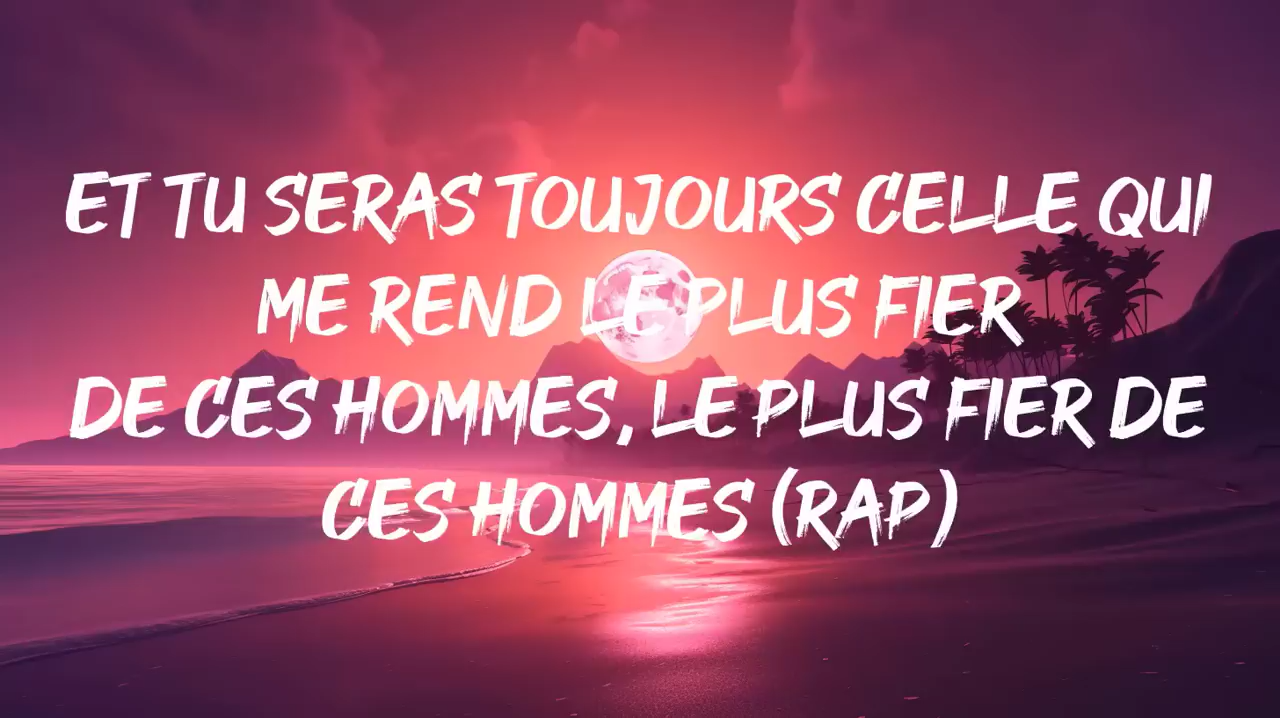 ET TU SERAS TOUJOURS CELLE QUI
ME REND LE PLUS FIER
DE CES HOMMES, LE PLUS FIER DE
CES HOMMES (RAP)